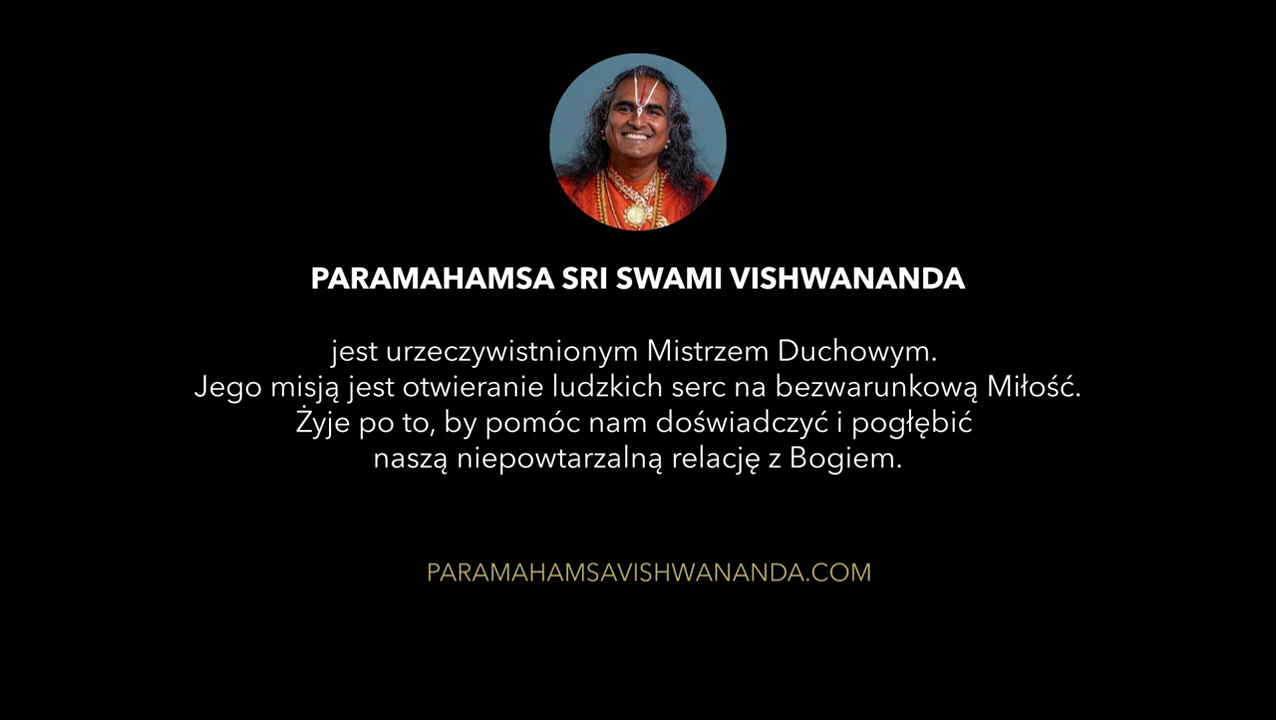 PARAMAHAMSA SRI SWAMI VISHWANANDA
jest urzeczywistnionym Mistrzem Duchowym.
Jego misją jest otwieranie ludzkich serc na bezwarunkową Miłość.
Żyje po to, by pomóc nam doświadczyć i pogłębić
naszą niepowtarzalną relację z Bogiem.
PARAMAHAMSAVISHWANANDA.COM